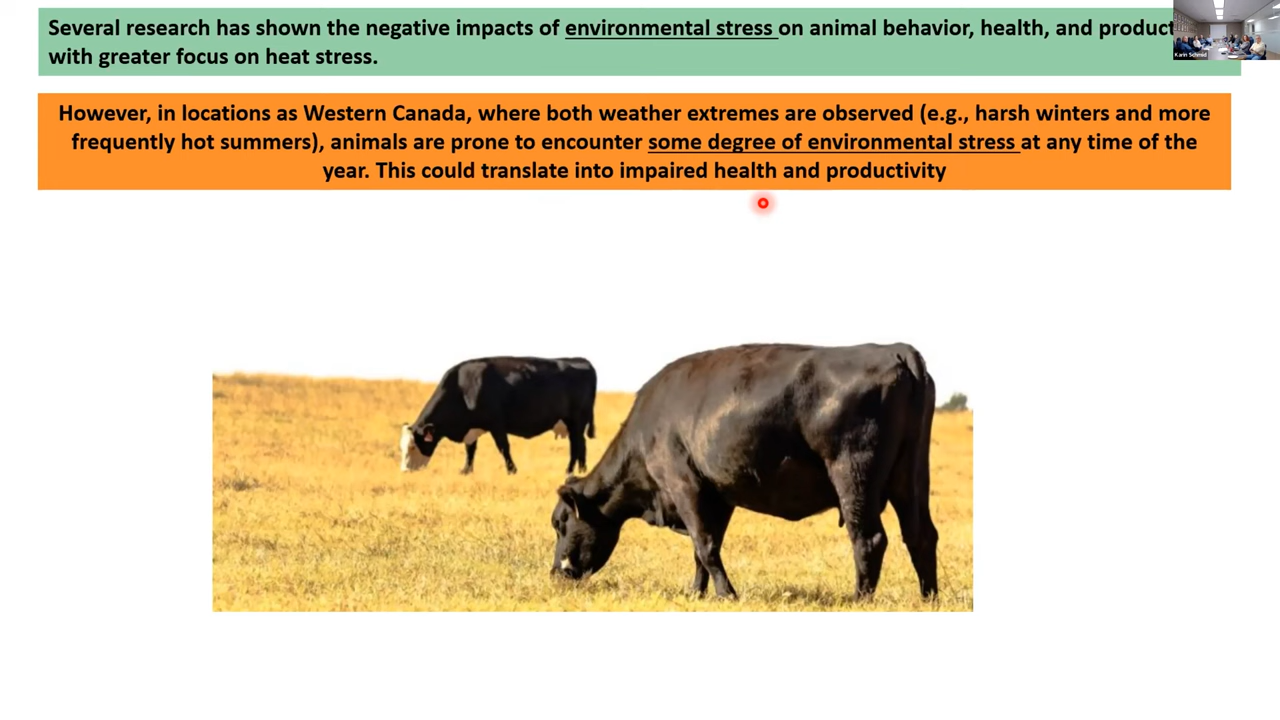 Several research has shown the negative impacts of environmental stress on animal behavior, health, and product
with greater focus on heat stress.
However, in locations as Western Canada, where both weather extremes are observed (e.g., harsh winters and more
frequently hot summers), animals are prone to encounter some degree of environmental stress at any time of the
year. This could translate into impaired health and productivity
Karin Schmid